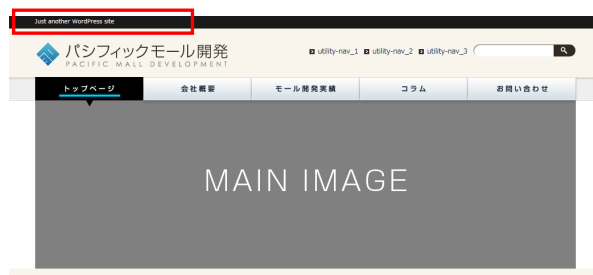 Just another WordPress site
パシフィックモール開発
PACIFIC MALL DEVELOPMENT
utility-nav_1 utility-nav_2 utility-nav_3
トップページ 会社概要 モール開発実績 コラム お問い合わせ
MAIN IMAGE